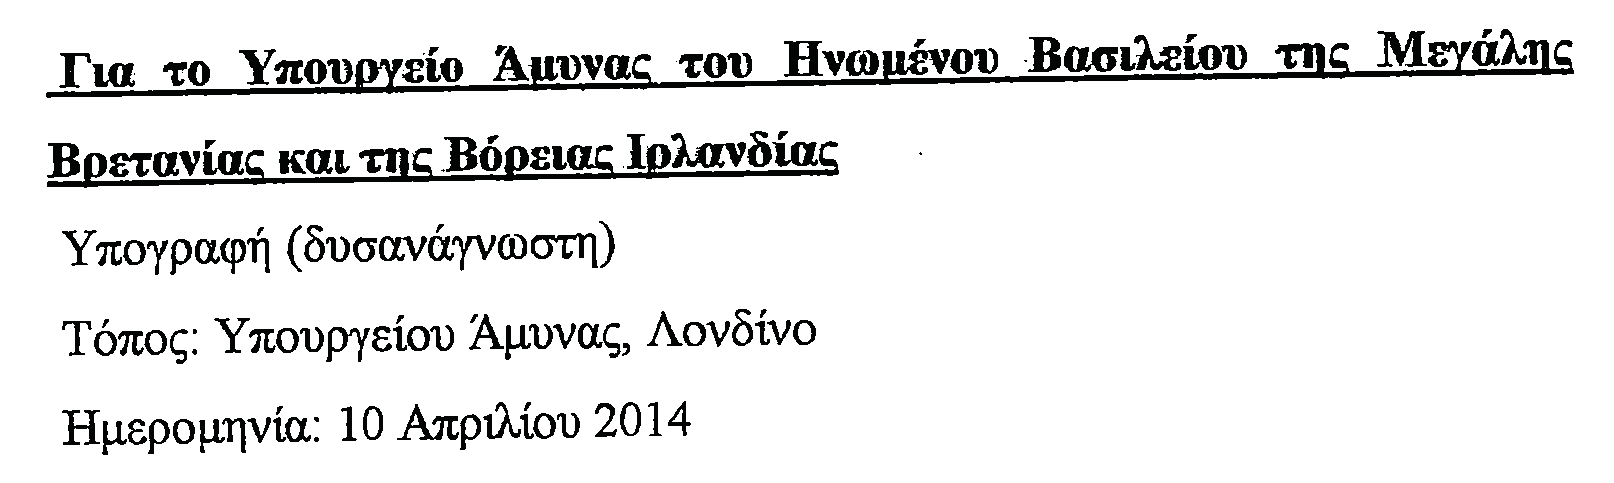 Για το Υπουργείο Άμυνας του Ηνωμένου Βασιλείου της Μεγάλης
Βρετανίας και της Βόρειας Ιρλανδίας
Υπογραφή (δυσανάγνωστη)
Τόπος: Υπουργείου Άμυνας, Λονδίνο
Ημερομηνία: 10 Απριλίου 2014